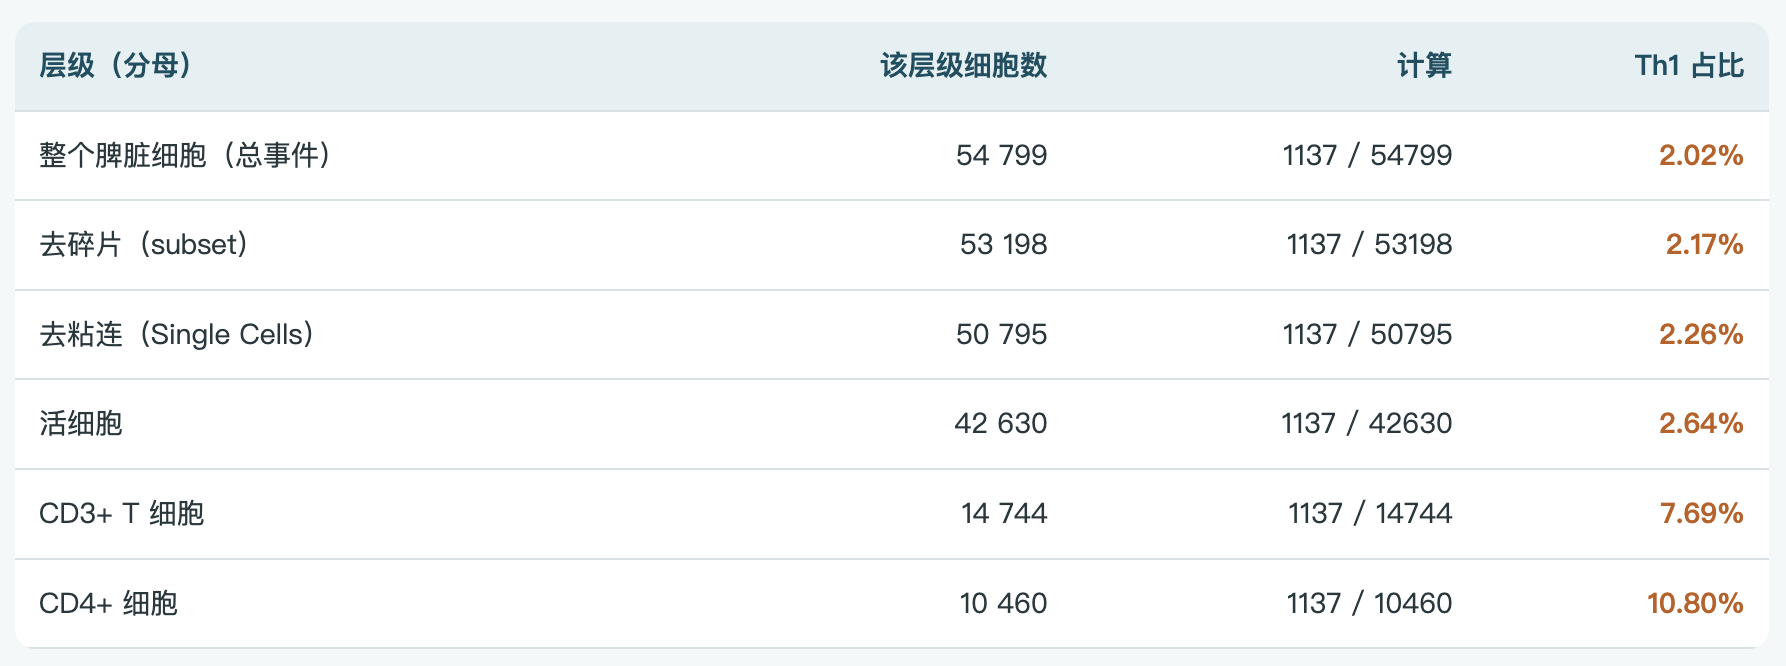 层级（分母） 该层级细胞数 计算 Th1 占比
整个脾脏细胞（总事件） 54 799 1137 / 54799 2.02%
去碎片（subset） 53 198 1137 / 53198 2.17%
去粘连（Single Cells） 50 795 1137 / 50795 2.26%
活细胞 42 630 1137 / 42630 2.64%
CD3+ T 细胞 14 744 1137 / 14744 7.69%
CD4+ 细胞 10 460 1137 / 10460 10.80%